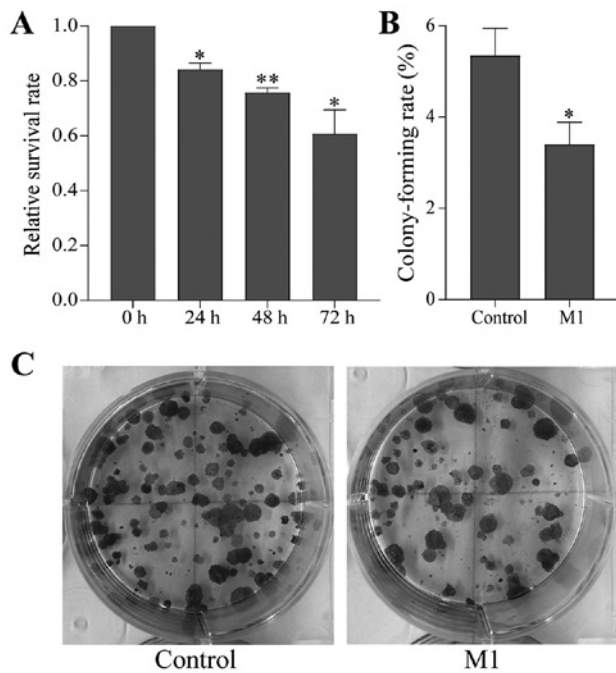 A
Relative survival rate
1.0
0.8
0.6
0.4
0.2
0.0
*
**
*
0 h 24 h 48 h 72 h
B
Colony-forming rate (%)
6
4
2
0
*
Control M1
C
Control M1